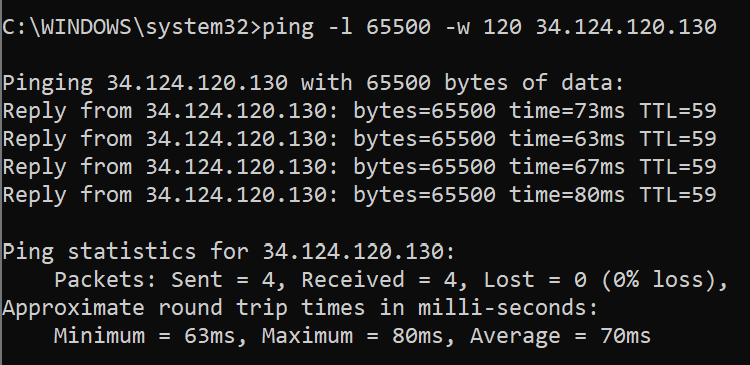 C:\WINDOWS\system32>ping -l 65500 -w 120 34.124.120.130
Pinging 34.124.120.130 with 65500 bytes of data:
Reply from 34.124.120.130: bytes=65500 time=73ms TTL=59
Reply from 34.124.120.130: bytes=65500 time=63ms TTL=59
Reply from 34.124.120.130: bytes=65500 time=67ms TTL=59
Reply from 34.124.120.130: bytes=65500 time=80ms TTL=59
Ping statistics for 34.124.120.130:
    Packets: Sent = 4, Received = 4, Lost = 0 (0% loss),
Approximate round trip times in milli-seconds:
    Minimum = 63ms, Maximum = 80ms, Average = 70ms